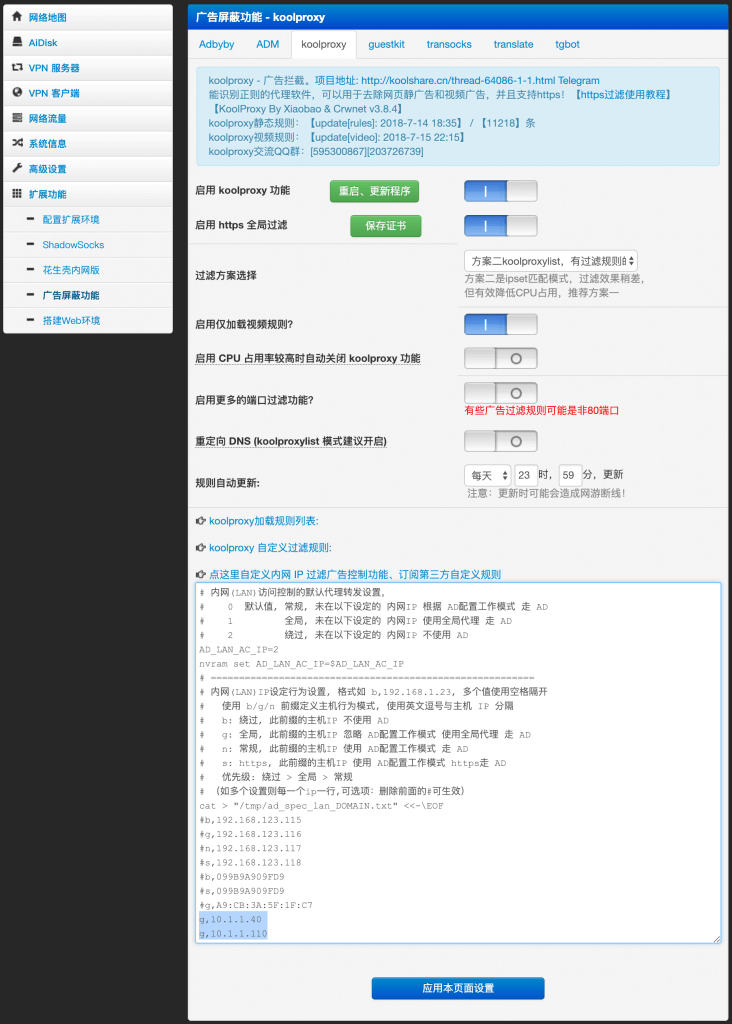 网络地图
AiDisk
VPN 服务器
VPN 客户端
网络流量
系统信息
高级设置
扩展功能
配置扩展环境
ShadowSocks
花生壳内网版
广告屏蔽功能
搭建Web环境
广告屏蔽功能 - koolproxy
Adbyby ADM koolproxy guestkit transocks translate tgbot
koolproxy - 广告拦截。项目地址: http://koolshare.cn/thread-64086-1-1.html Telegram
能识别正则的代理软件，可以用于去除网页静广告和视频广告，并且支持https！【https过滤使用教程】
【KoolProxy By Xiaobao & Crwnet v3.8.4】
koolproxy静态规则： 【update[rules]: 2018-7-14 18:35】 / 【11218】条
koolproxy视频规则： 【update[video]: 2018-7-15 22:15】
koolproxy交流QQ群：[595300867][203726739]
启用 koolproxy 功能 重启、更新程序
启用 https 全局过滤 保存证书
过滤方案选择 方案二koolproxylist，有过滤规则的
方案二是ipset匹配模式，过滤效果稍差，
但有效降低CPU占用，推荐方案一
启用仅加载视频规则?
启用 CPU 占用率较高时自动关闭 koolproxy 功能
启用更多的端口过滤功能?
有些广告过滤规则可能是非80端口
重定向 DNS (koolproxylist 模式建议开启)
规则自动更新: 每天 23 时， 59 分，更新
注意：更新时可能会造成网游断线！
koolproxy加载规则列表:
koolproxy 自定义过滤规则:
点这里自定义内网 IP 过滤广告控制功能、订阅第三方自定义规则
# 内网(LAN)访问控制的默认代理转发设置，
#    0  默认值, 常规, 未在以下设定的 内网IP 根据 AD配置工作模式 走 AD
#    1         全局, 未在以下设定的 内网IP 使用全局代理 走 AD
#    2         绕过, 未在以下设定的 内网IP 不使用 AD
AD_LAN_AC_IP=2
nvram set AD_LAN_AC_IP=$AD_LAN_AC_IP
# =========================================================
# 内网(LAN)IP设定行为设置, 格式如 b,192.168.1.23, 多个值使用空格隔开
#   使用 b/g/n 前缀定义主机行为模式, 使用英文逗号与主机 IP 分隔
#   b: 绕过, 此前缀的主机IP 不使用 AD
#   g: 全局, 此前缀的主机IP 忽略 AD配置工作模式 使用全局代理 走 AD
#   n: 常规, 此前缀的主机IP 使用 AD配置工作模式 走 AD
#   s: https, 此前缀的主机IP 使用 AD配置工作模式 https走 AD
#   优先级: 绕过 > 全局 > 常规
# （如多个设置则每一个ip一行,可选项：删除前面的#可生效）
cat > "/tmp/ad_spec_lan_DOMAIN.txt" <<-\EOF
#b,192.168.123.115
#g,192.168.123.116
#n,192.168.123.117
#s,192.168.123.118
#b,099B9A909FD9
#s,099B9A909FD9
#g,A9:CB:3A:5F:1F:C7
g,10.1.1.40
g,10.1.1.110
应用本页面设置